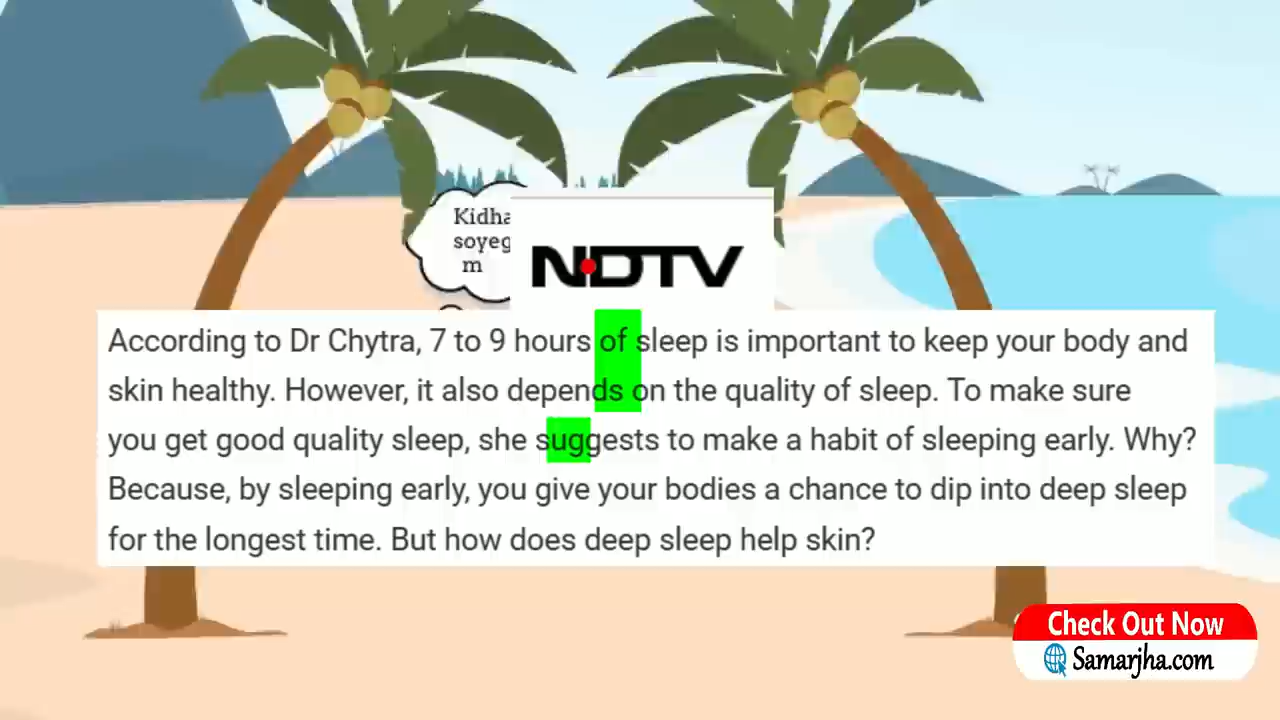 Kidha
soyeg
m
NDTV
According to Dr Chytra, 7 to 9 hours of sleep is important to keep your body and
skin healthy. However, it also depends on the quality of sleep. To make sure
you get good quality sleep, she suggests to make a habit of sleeping early. Why?
Because, by sleeping early, you give your bodies a chance to dip into deep sleep
for the longest time. But how does deep sleep help skin?
Check Out Now
Samarjha.com